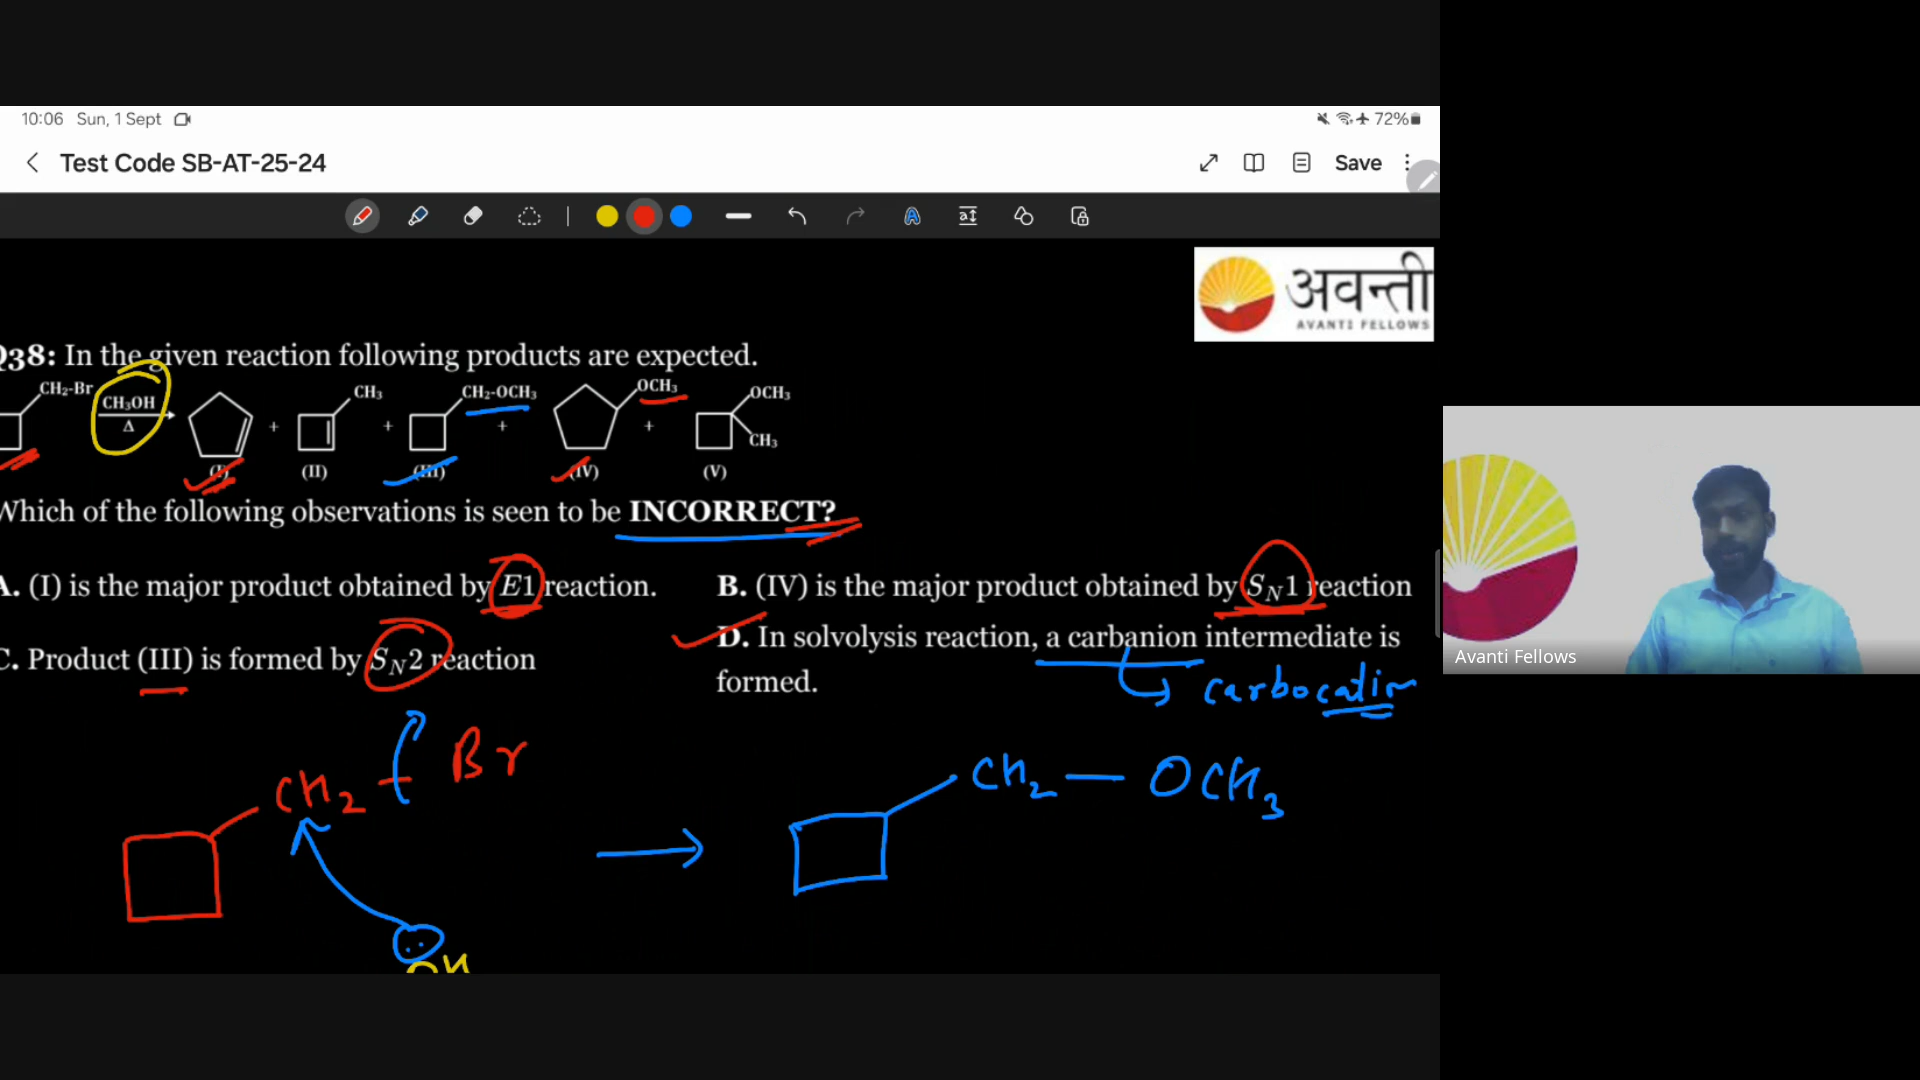 10:06 Sun, 1 Sept
72%
Test Code SB-AT-25-24
Save
अवन्ती
AVANTI FELLOWS
Q38: In the given reaction following products are expected.
CH₂-Br CH₃OH Δ + CH₃ + CH₂-OCH₃ + OCH₃ + OCH₃ CH₃
(I) (II) (III) (IV) (V)
Which of the following observations is seen to be INCORRECT?
A. (I) is the major product obtained by E1 reaction.
B. (IV) is the major product obtained by S_N1 reaction
C. Product (III) is formed by S_N2 reaction
D. In solvolysis reaction, a carbanion intermediate is
formed.
carbocation
CH₂ Br
CH₂ — OCH₃
Avanti Fellows